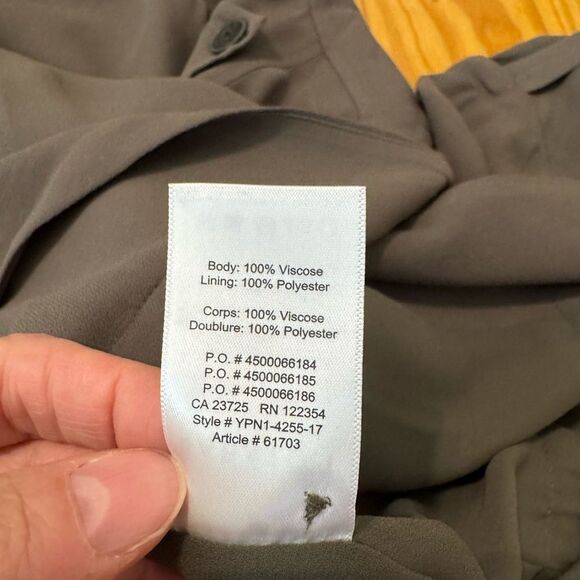 Body: 100% Viscose
Lining: 100% Polyester
Corps: 100% Viscose
Doublure: 100% Polyester
P.O. # 4500066184
P.O. # 4500066185
P.O. # 4500066186
CA 23725 RN 122354
Style # YPN1-4255-17
Article # 61703